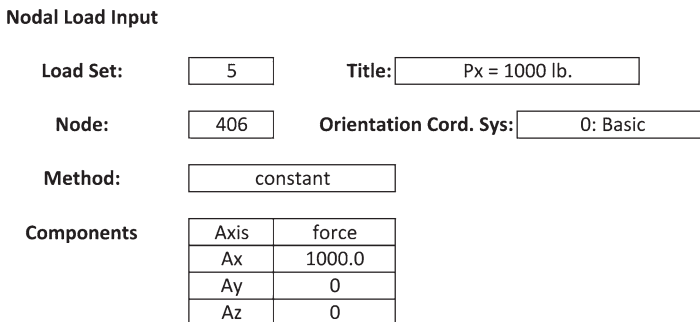 Nodal Load Input
Load Set: 5 Title: Px = 1000 lb.
Node: 406 Orientation Cord. Sys: 0: Basic
Method: constant
Components Axis force
Ax 1000.0
Ay 0
Az 0